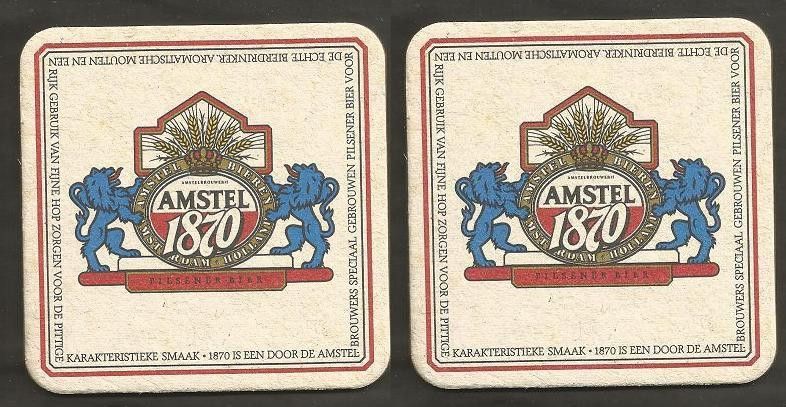 AMSTEL BIEREN
AMSTELBROUWERIJ
AMSTEL
1870
AMSTERDAM - HOLLAND
PILSENER BIER
KARAKTERISTIEKE SMAAK • 1870 IS EEN DOOR DE AMSTEL
BROUWERS SPECIAAL GEBROUWEN PILSENER BIER VOOR
DE ECHTE BIERDRINKER. AROMATISCHE MOUTEN EN EEN
RIJK GEBRUIK VAN FIJNE HOP ZORGEN VOOR DE PITTIGE
AMSTEL BIEREN
AMSTELBROUWERIJ
AMSTEL
1870
AMSTERDAM - HOLLAND
PILSENER BIER
KARAKTERISTIEKE SMAAK • 1870 IS EEN DOOR DE AMSTEL
BROUWERS SPECIAAL GEBROUWEN PILSENER BIER VOOR
DE ECHTE BIERDRINKER. AROMATISCHE MOUTEN EN EEN
RIJK GEBRUIK VAN FIJNE HOP ZORGEN VOOR DE PITTIGE